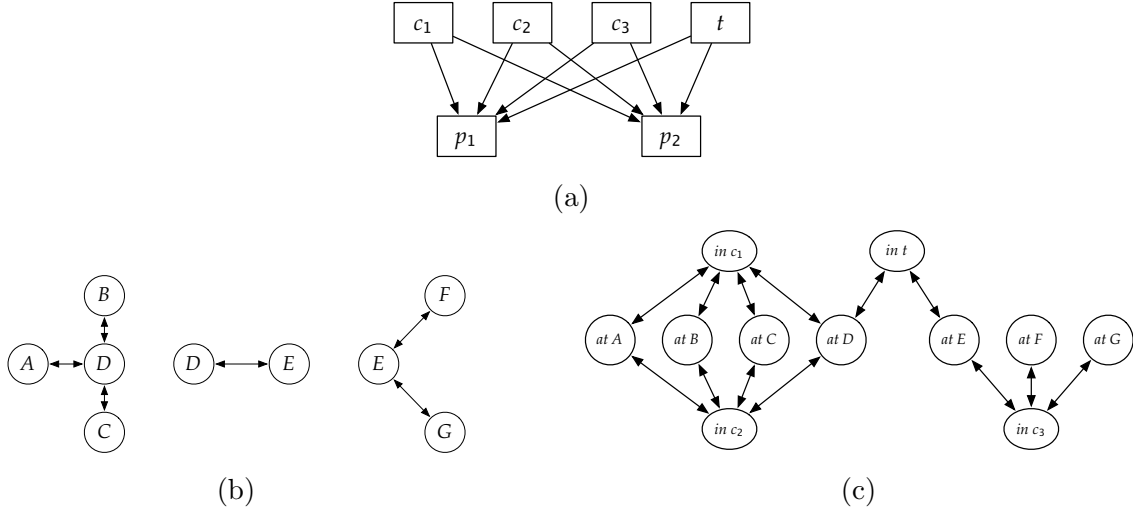 c₁ c₂ c₃ t
p₁ p₂
(a)
B
A D C
D E
F
E
G
in c₁ in t
at A at B at C at D at E at F at G
in c₂ in c₃
(b) (c)